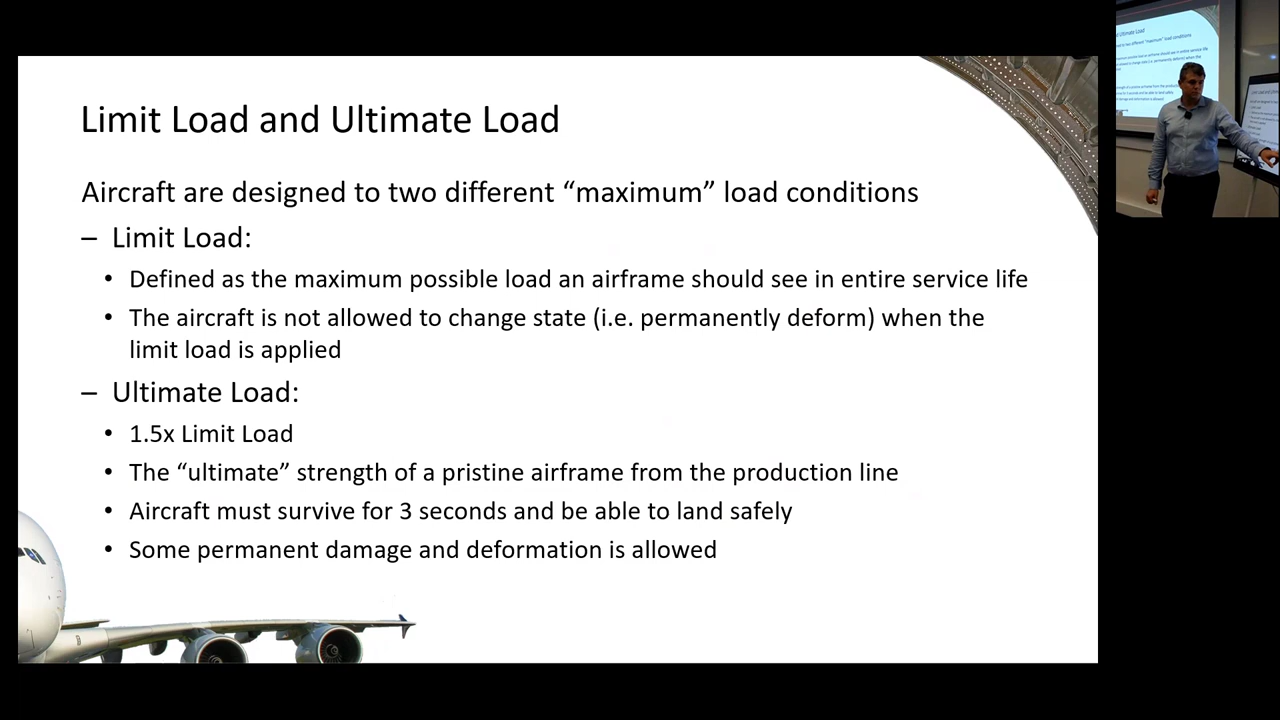 Limit Load and Ultimate Load
Aircraft are designed to two different “maximum” load conditions
– Limit Load:
• Defined as the maximum possible load an airframe should see in entire service life
• The aircraft is not allowed to change state (i.e. permanently deform) when the
limit load is applied
– Ultimate Load:
• 1.5x Limit Load
• The “ultimate” strength of a pristine airframe from the production line
• Aircraft must survive for 3 seconds and be able to land safely
• Some permanent damage and deformation is allowed